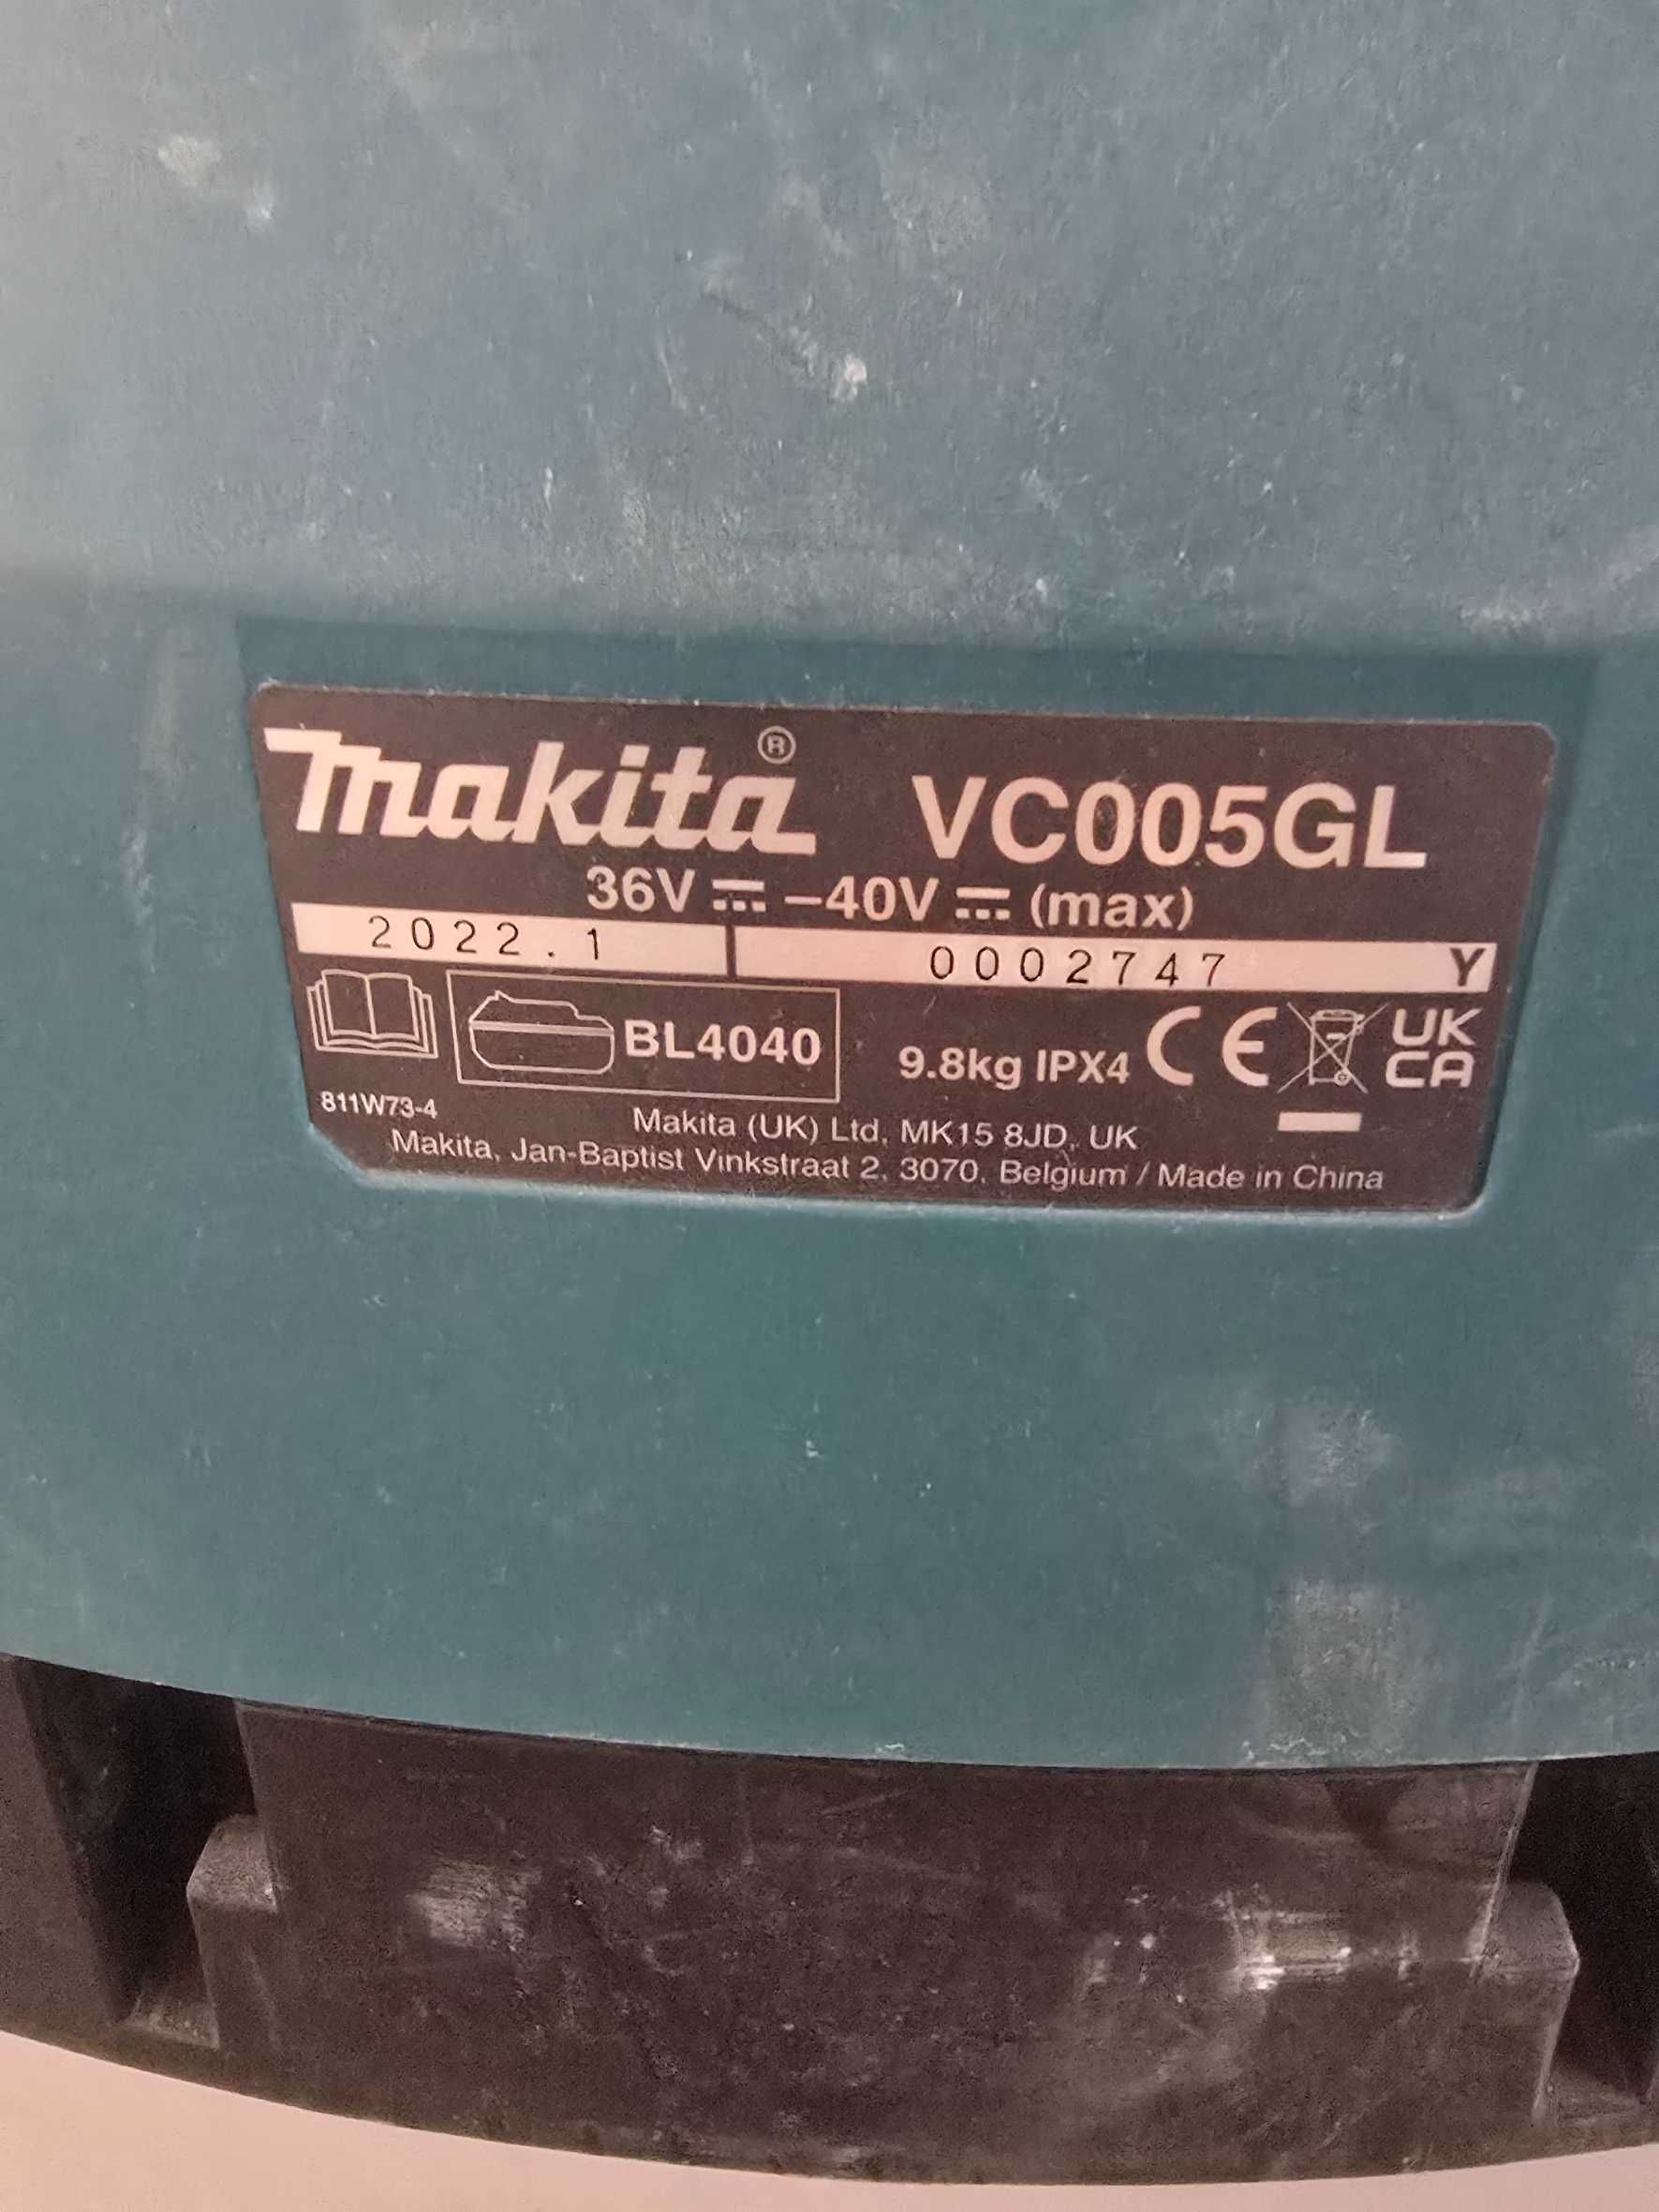 makita® VC005GL
36V⎓ –40V⎓ (max)
2022.1 0002747 Y
BL4040 9.8kg IPX4 CE UK CA
811W73-4
Makita (UK) Ltd, MK15 8JD, UK
Makita, Jan-Baptist Vinkstraat 2, 3070, Belgium / Made in China